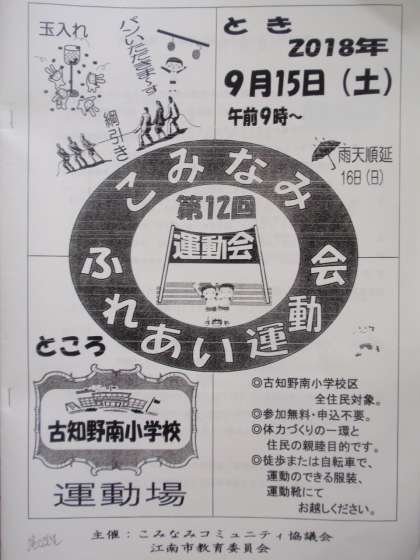 玉入れ
パンいただきま〜す
綱引き
とき
2018年
9月15日（土）
午前9時〜
雨天順延
16日（日）
こみなみ
ふれあい運動会
第12回
運動会
ところ
古知野南小学校
運動場
◎古知野南小学校区
全住民対象。
◎参加無料・申込不要。
◎体力づくりの一環と
住民の親睦目的です。
◎徒歩または自転車で、
運動のできる服装、
運動靴にて
お越しください。
主催：こみなみコミュニティ協議会
江南市教育委員会